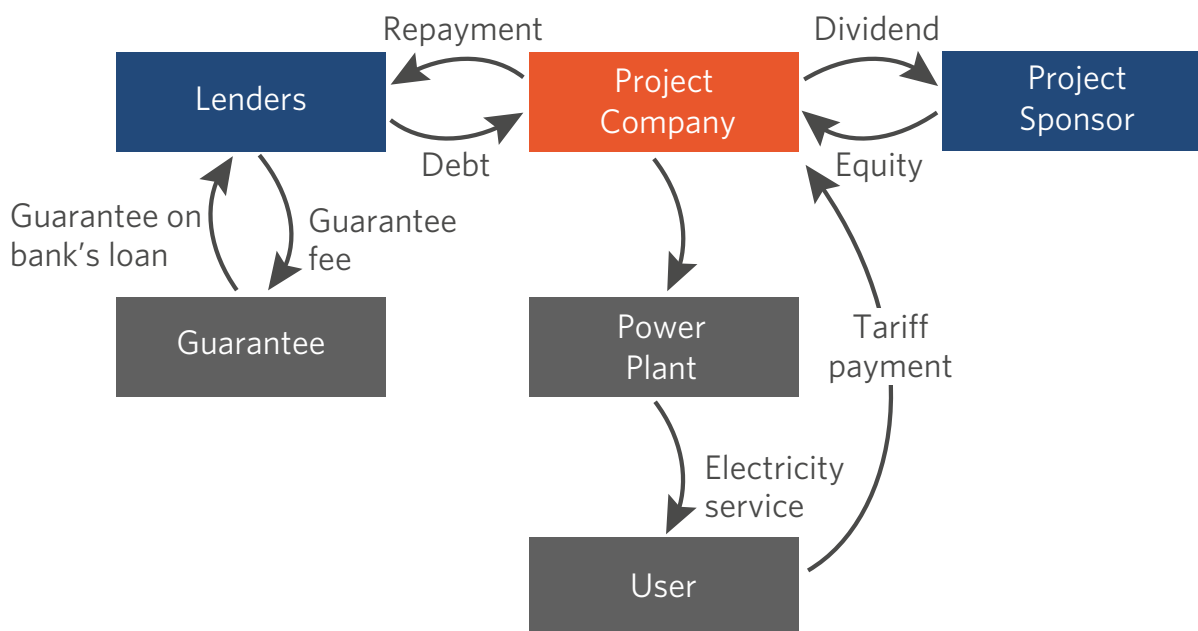 Repayment
Dividend
Lenders
Project
Company
Project
Sponsor
Debt
Equity
Guarantee on
bank’s loan
Guarantee
fee
Guarantee
Power
Plant
Tariff
payment
Electricity
service
User